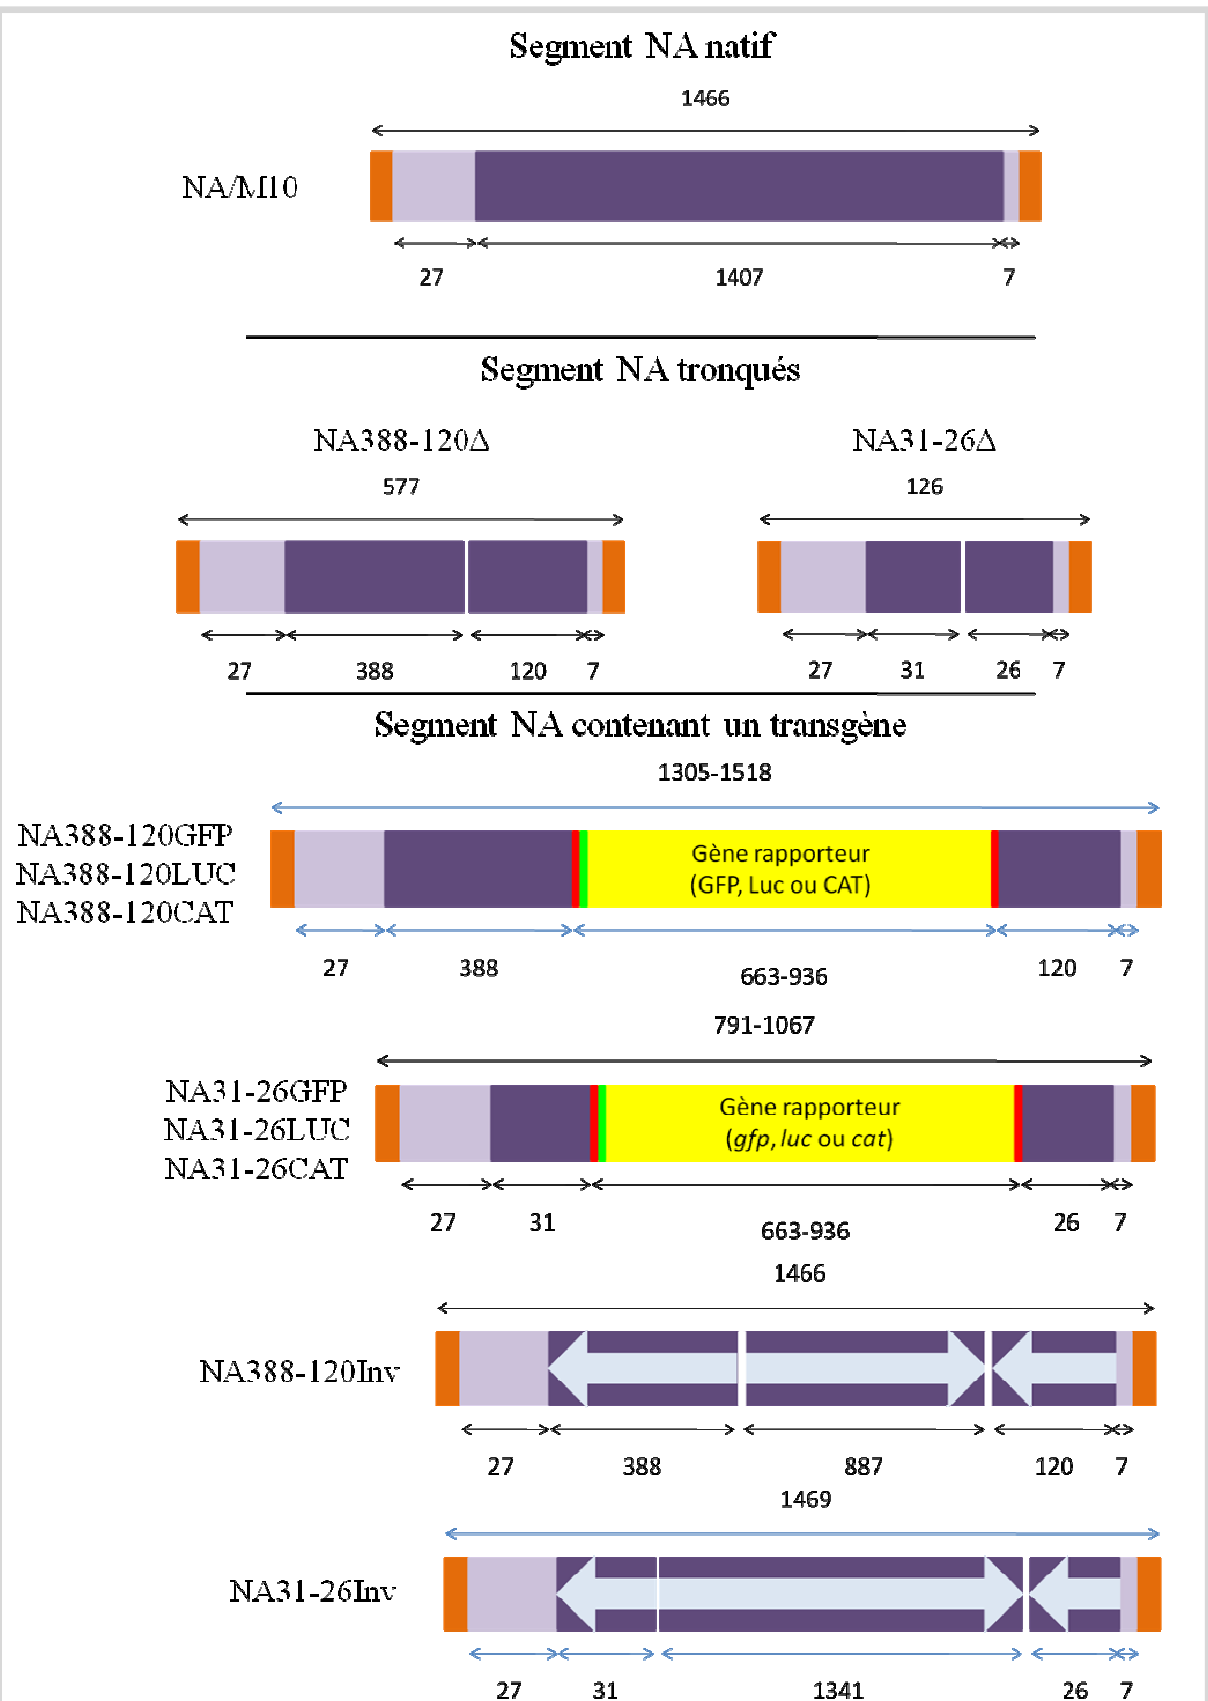 Segment NA natif
1466
NA/M10
27 1407 7
Segment NA tronqués
NA388-120Δ NA31-26Δ
577 126
27 388 120 7 27 31 26 7
Segment NA contenant un transgène
1305-1518
NA388-120GFP
NA388-120LUC
NA388-120CAT
Gène rapporteur
(GFP, Luc ou CAT)
27 388 663-936 120 7
791-1067
NA31-26GFP
NA31-26LUC
NA31-26CAT
Gène rapporteur
(gfp, luc ou cat)
27 31 663-936 26 7
1466
NA388-120Inv
27 388 887 120 7
1469
NA31-26Inv
27 31 1341 26 7